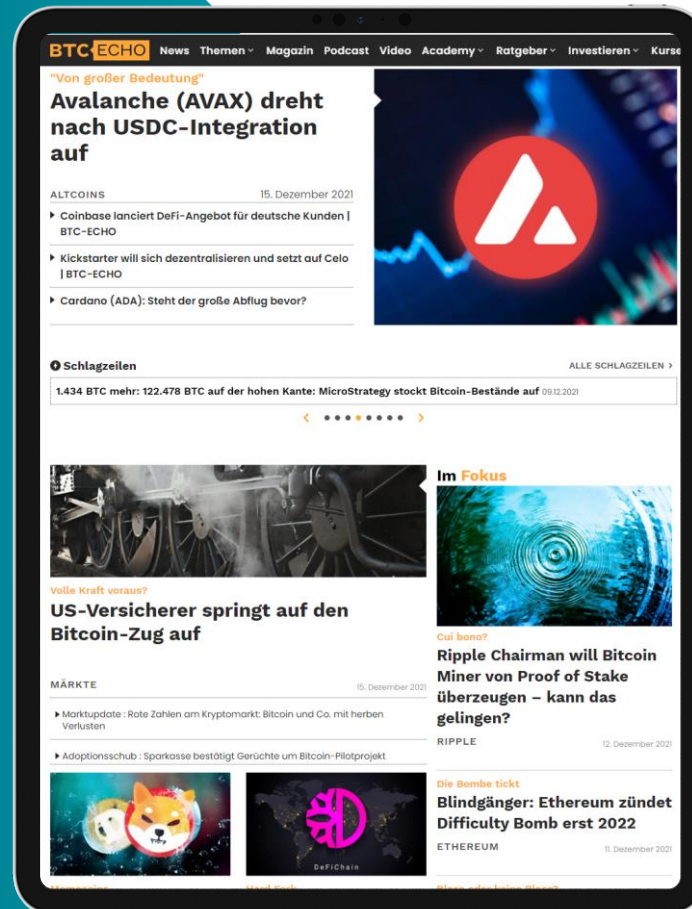 BTC-ECHO News Themen Magazin Podcast Video Academy Ratgeber Investieren Kurse
"Von großer Bedeutung"
Avalanche (AVAX) dreht
nach USDC-Integration
auf
ALTCOINS 15. Dezember 2021
Coinbase lanciert DeFi-Angebot für deutsche Kunden |
BTC-ECHO
Kickstarter will sich dezentralisieren und setzt auf Celo
| BTC-ECHO
Cardano (ADA): Steht der große Abflug bevor?
Schlagzeilen ALLE SCHLAGZEILEN >
1.434 BTC mehr: 122.478 BTC auf der hohen Kante: MicroStrategy stockt Bitcoin-Bestände auf 09.12.2021
Volle Kraft voraus?
US-Versicherer springt auf den
Bitcoin-Zug auf
MÄRKTE 15. Dezember 2021
Marktupdate : Rote Zahlen am Kryptomarkt: Bitcoin und Co. mit herben
Verlusten
Adoptionsschub : Sparkasse bestätigt Gerüchte um Bitcoin-Pilotprojekt
DeFiChain
Im Fokus
Cui bono?
Ripple Chairman will Bitcoin
Miner von Proof of Stake
überzeugen – kann das
gelingen?
RIPPLE 12. Dezember 2021
Die Bombe tickt
Blindgänger: Ethereum zündet
Difficulty Bomb erst 2022
ETHEREUM 11. Dezember 2021